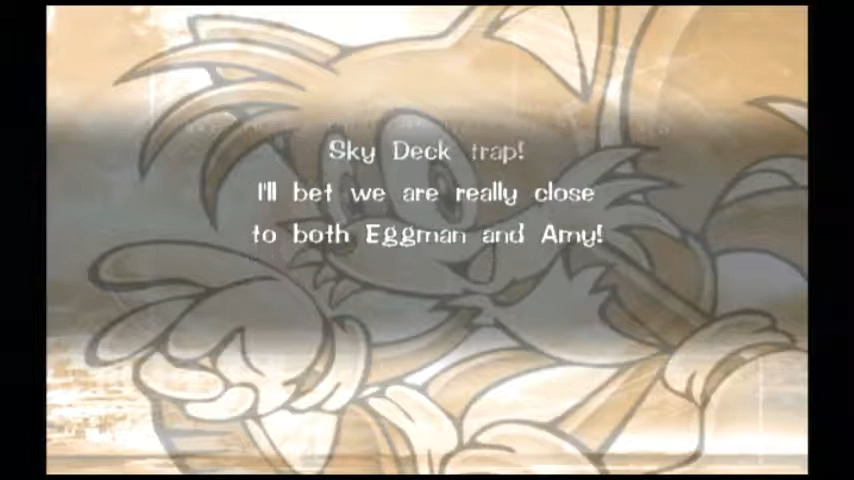 Sky Deck trap!
I'll bet we are really close
to both Eggman and Amy!